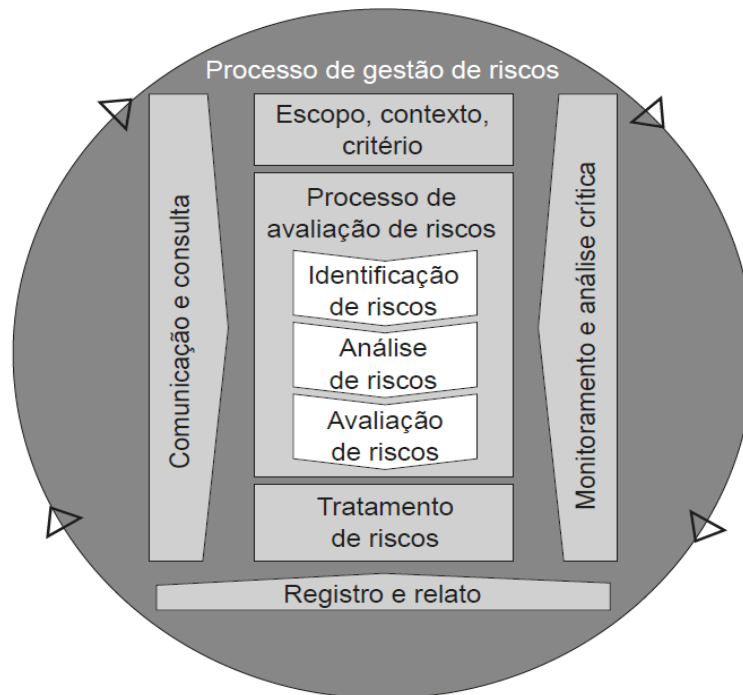 Processo de gestão de riscos
Escopo, contexto,
critério
Processo de
avaliação de riscos
Identificação
de riscos
Análise
de riscos
Avaliação
de riscos
Tratamento
de riscos
Comunicação e consulta
Monitoramento e análise crítica
Registro e relato